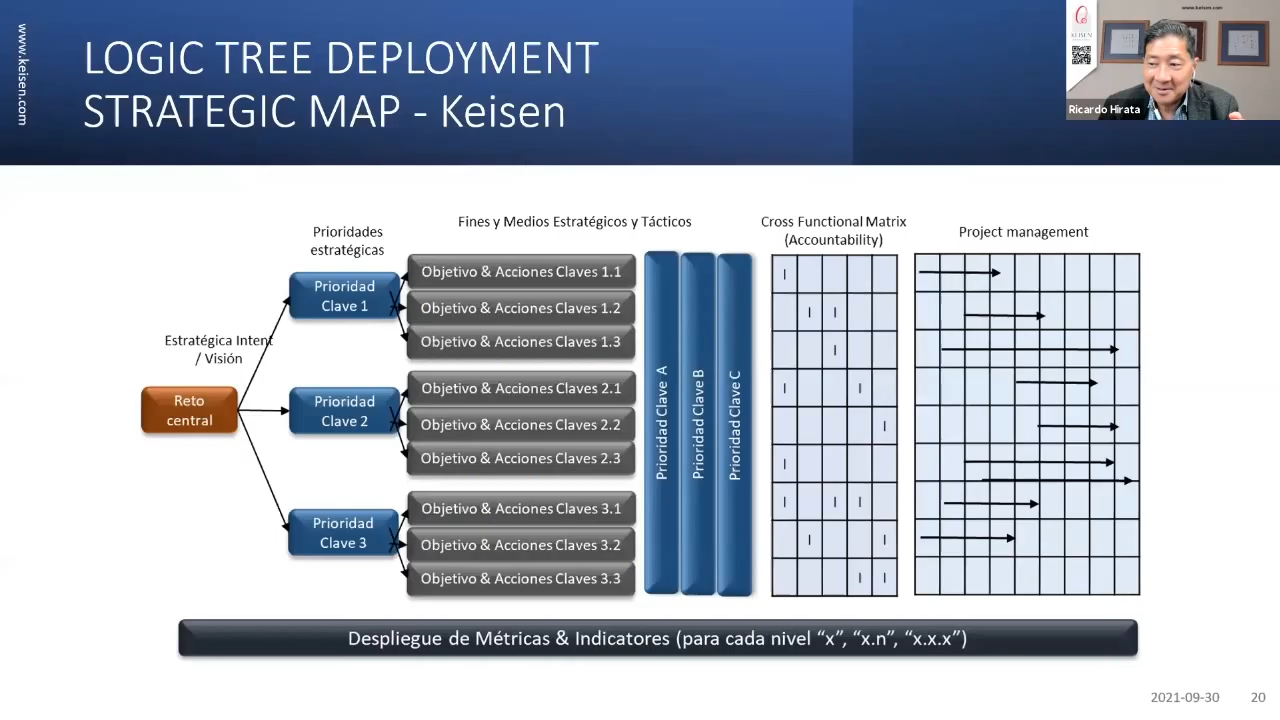 www.keisen.com
LOGIC TREE DEPLOYMENT
STRATEGIC MAP - Keisen
www.keisen.com
KEISEN
Ricardo Hirata
Prioridades
estratégicas
Fines y Medios Estratégicos y Tácticos
Cross Functional Matrix
(Accountability)
Project management
Estratégica Intent
/ Visión
Reto
central
Prioridad
Clave 1
Prioridad
Clave 2
Prioridad
Clave 3
Objetivo & Acciones Claves 1.1
Objetivo & Acciones Claves 1.2
Objetivo & Acciones Claves 1.3
Objetivo & Acciones Claves 2.1
Objetivo & Acciones Claves 2.2
Objetivo & Acciones Claves 2.3
Objetivo & Acciones Claves 3.1
Objetivo & Acciones Claves 3.2
Objetivo & Acciones Claves 3.3
Prioridad Clave A
Prioridad Clave B
Prioridad Clave C
I
I I
I
I I
I
I
I I I
I I
I I
Despliegue de Métricas & Indicatores (para cada nivel “x”, “x.n”, “x.x.x”)
2021-09-30 20